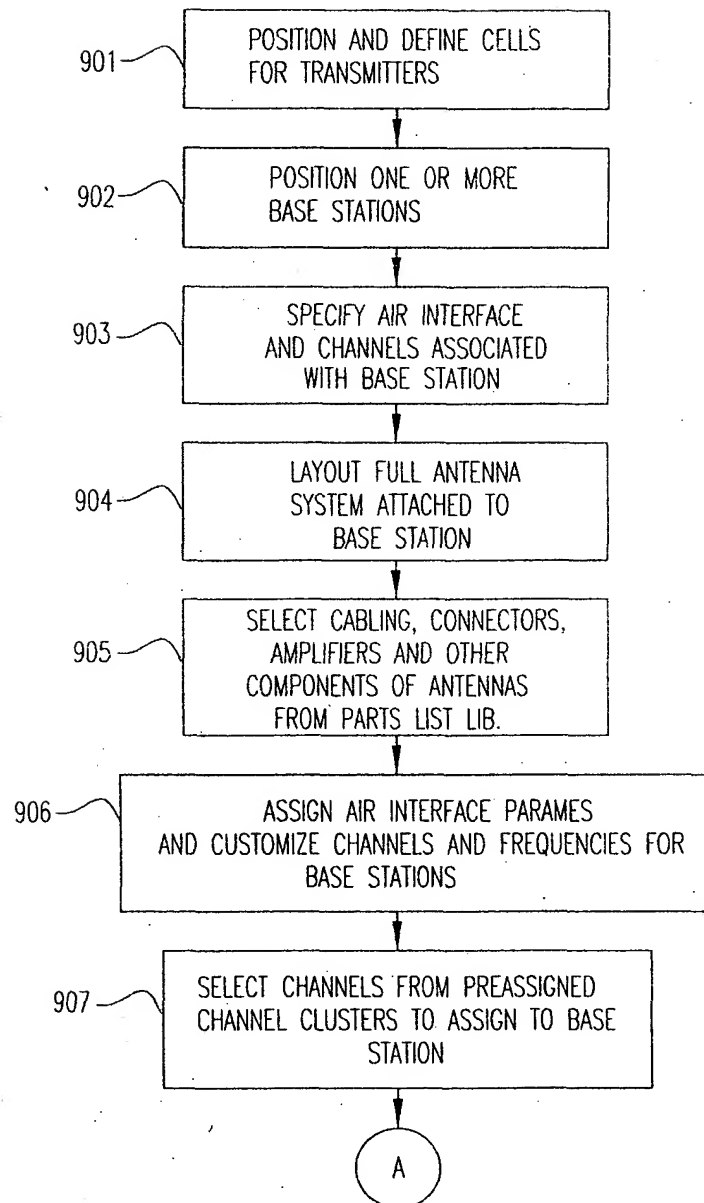 901
POSITION AND DEFINE CELLS
FOR TRANSMITTERS
902
POSITION ONE OR MORE
BASE STATIONS
903
SPECIFY AIR INTERFACE
AND CHANNELS ASSOCIATED
WITH BASE STATION
904
LAYOUT FULL ANTENNA
SYSTEM ATTACHED TO
BASE STATION
905
SELECT CABLING, CONNECTORS,
AMPLIFIERS AND OTHER
COMPONENTS OF ANTENNAS
FROM PARTS LIST LIB.
906
ASSIGN AIR INTERFACE PARAMES
AND CUSTOMIZE CHANNELS AND FREQUENCIES FOR
BASE STATIONS
907
SELECT CHANNELS FROM PREASSIGNED
CHANNEL CLUSTERS TO ASSIGN TO BASE
STATION
A